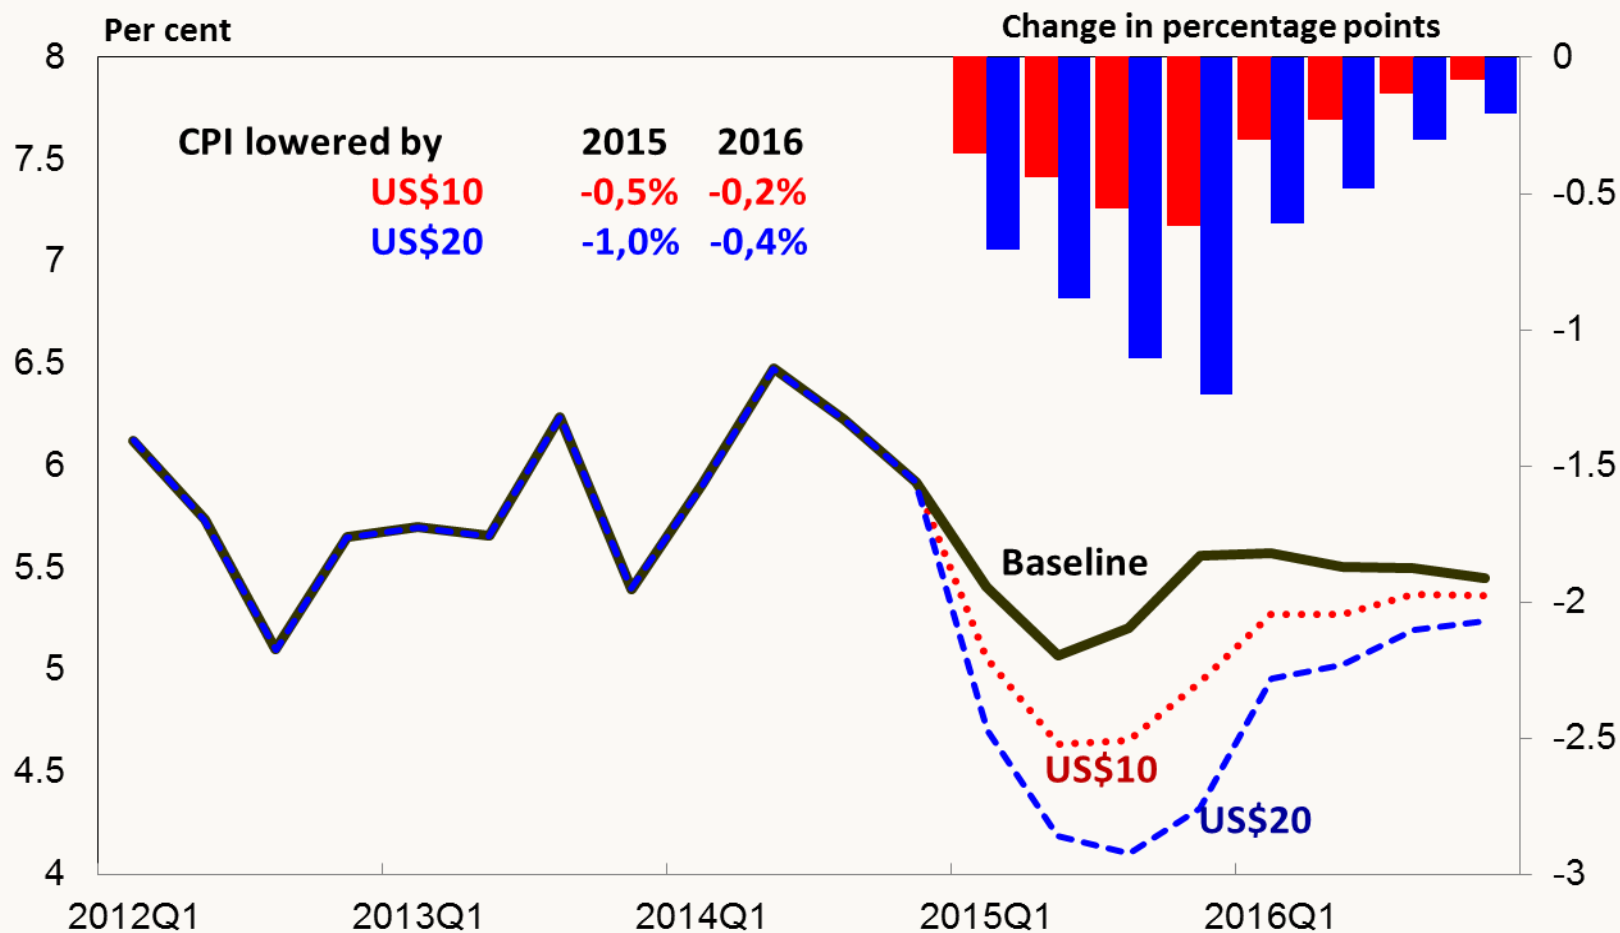 Per cent
Change in percentage points
8
7.5
7
6.5
6
5.5
5
4.5
4
0
-0.5
-1
-1.5
-2
-2.5
-3
CPI lowered by 2015 2016
US$10 -0,5% -0,2%
US$20 -1,0% -0,4%
Baseline
US$10
US$20
2012Q1 2013Q1 2014Q1 2015Q1 2016Q1